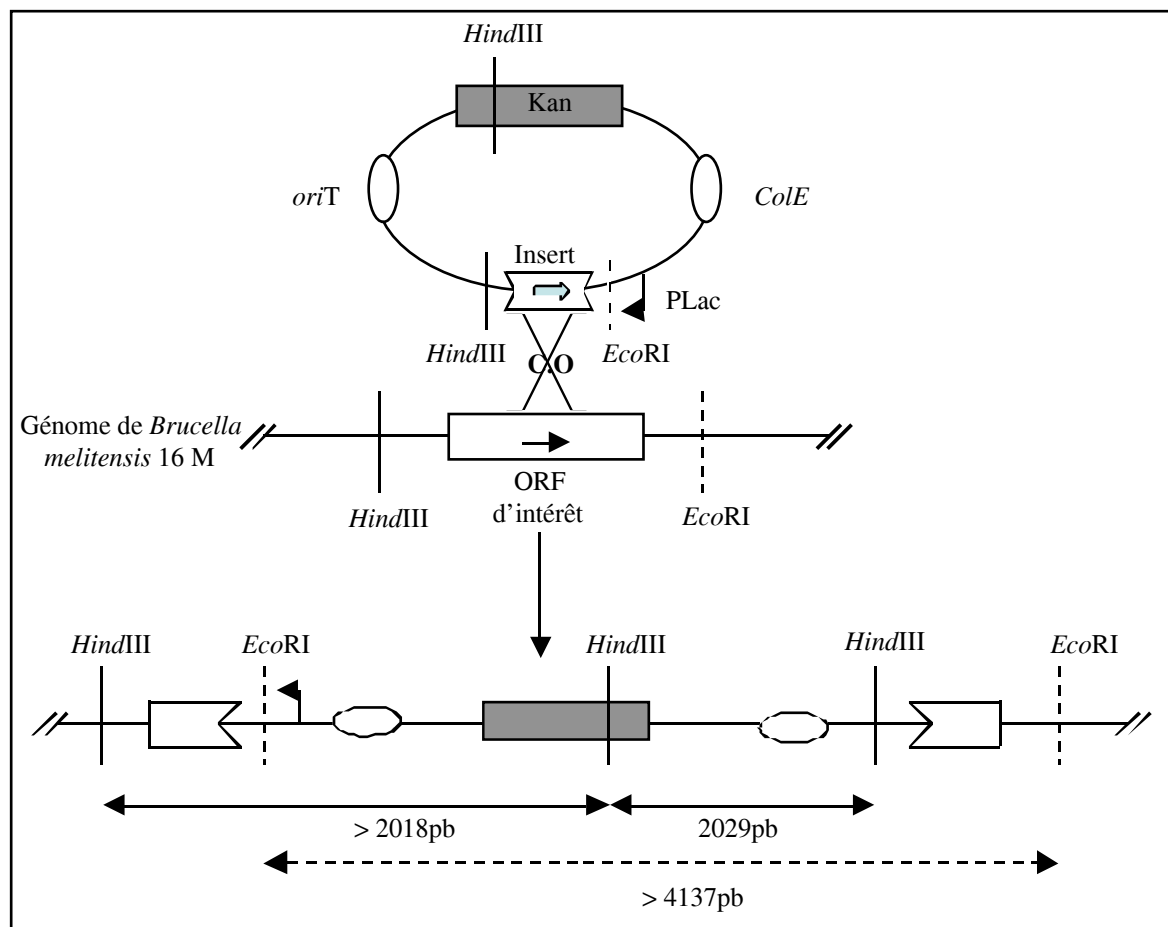 HindIII
Kan
oriT
ColE
Insert
PLac
HindIII
EcoRI
C.O
Génome de Brucella
melitensis 16 M
ORF
d'intérêt
HindIII
EcoRI
HindIII
EcoRI
HindIII
HindIII
EcoRI
> 2018pb
2029pb
> 4137pb